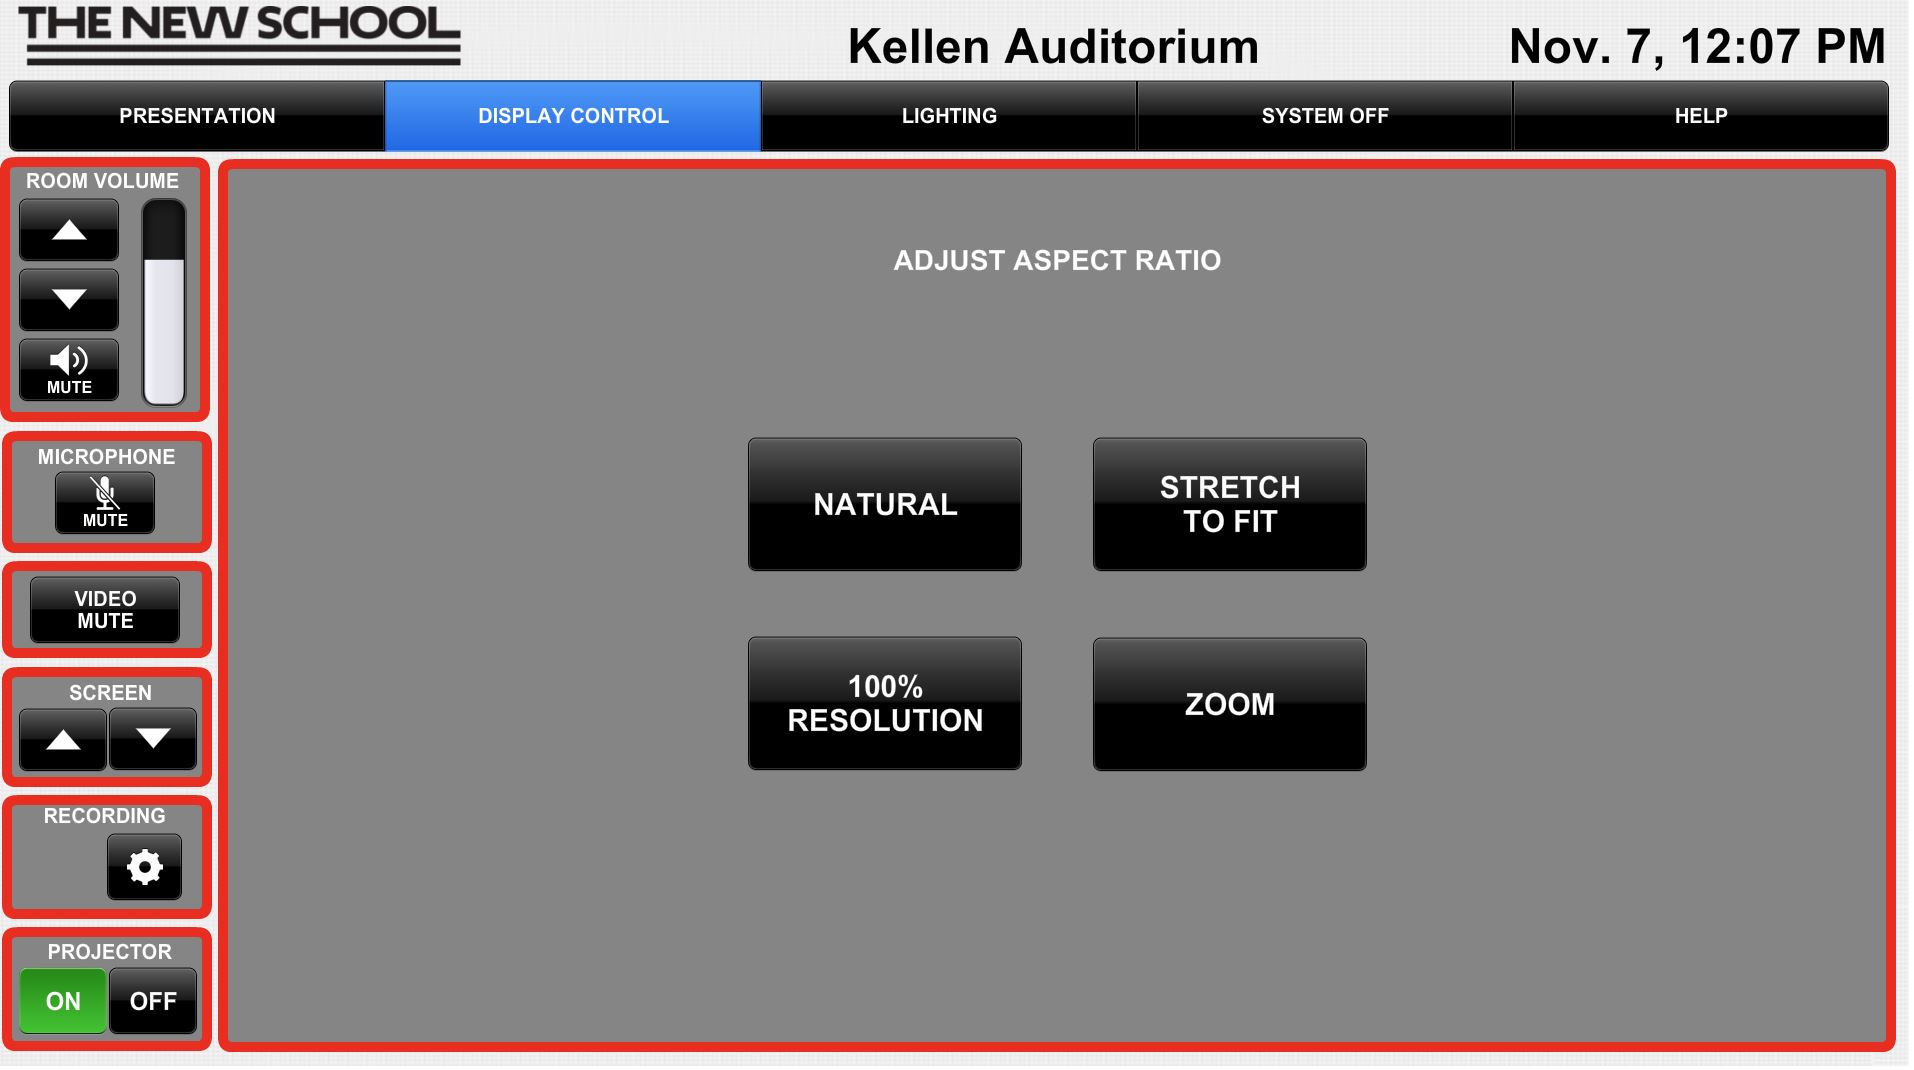 THE NEW SCHOOL
Kellen Auditorium
Nov. 7, 12:07 PM
PRESENTATION
DISPLAY CONTROL
LIGHTING
SYSTEM OFF
HELP
ROOM VOLUME
MUTE
MICROPHONE
MUTE
VIDEO
MUTE
SCREEN
RECORDING
PROJECTOR
ON
OFF
ADJUST ASPECT RATIO
NATURAL
STRETCH
TO FIT
100%
RESOLUTION
ZOOM